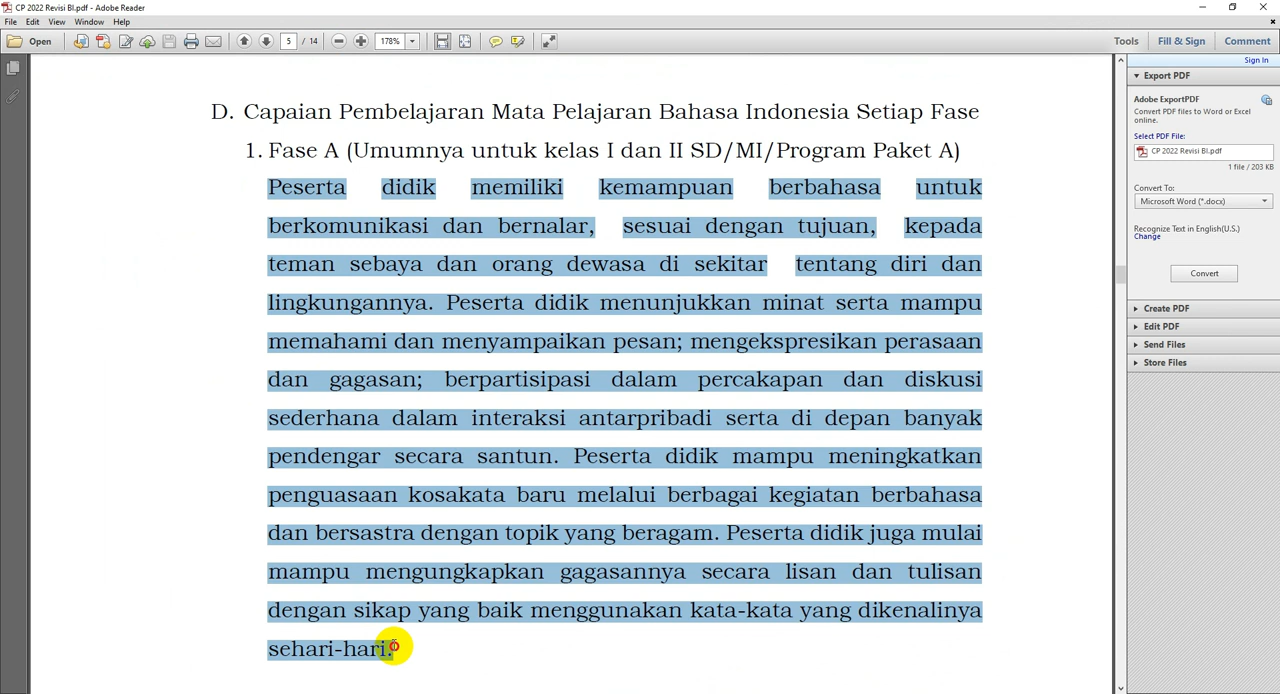 CP 2022 Revisi BI.pdf - Adobe Reader
File Edit View Window Help
Open 5 / 14 178% Tools Fill & Sign Comment
Sign In
Export PDF
Adobe ExportPDF
Convert PDF files to Word or Excel
online.
Select PDF File:
CP 2022 Revisi BI.pdf
1 file / 203 KB
Convert To:
Microsoft Word (*.docx)
Recognize Text in English(U.S.)
Change
Convert
Create PDF
Edit PDF
Send Files
Store Files
D. Capaian Pembelajaran Mata Pelajaran Bahasa Indonesia Setiap Fase
1. Fase A (Umumnya untuk kelas I dan II SD/MI/Program Paket A)
Peserta didik memiliki kemampuan berbahasa untuk
berkomunikasi dan bernalar, sesuai dengan tujuan, kepada
teman sebaya dan orang dewasa di sekitar tentang diri dan
lingkungannya. Peserta didik menunjukkan minat serta mampu
memahami dan menyampaikan pesan; mengekspresikan perasaan
dan gagasan; berpartisipasi dalam percakapan dan diskusi
sederhana dalam interaksi antarpribadi serta di depan banyak
pendengar secara santun. Peserta didik mampu meningkatkan
penguasaan kosakata baru melalui berbagai kegiatan berbahasa
dan bersastra dengan topik yang beragam. Peserta didik juga mulai
mampu mengungkapkan gagasannya secara lisan dan tulisan
dengan sikap yang baik menggunakan kata-kata yang dikenalinya
sehari-hari.